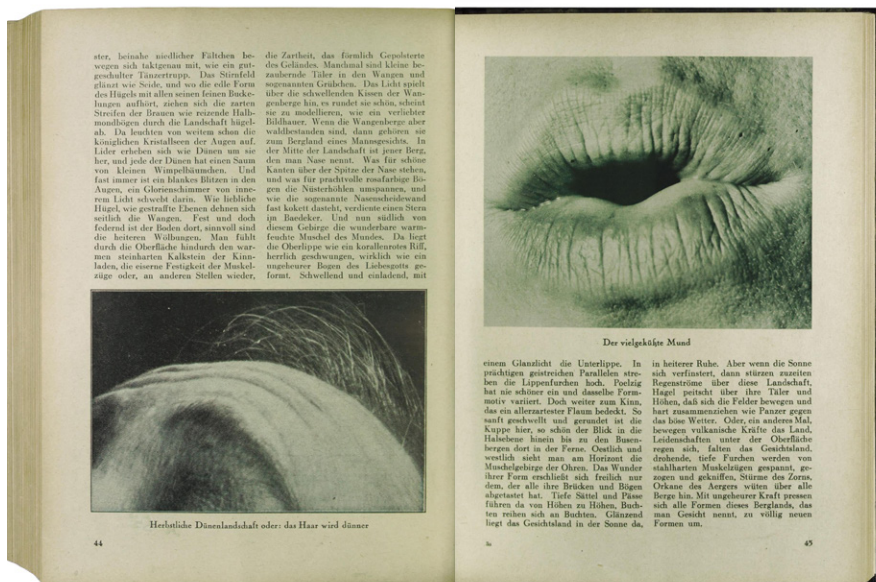 ster, beinahe niedlicher Fältchen be-
wegen sich taktgenau mit, wie ein gut-
geschulter Tänzertrupp. Das Stirnfeld
glänzt wie Seide, und wo die edle Form
des Hügels mit allen seinen feinen Bucke-
lungen aufhört, ziehen sich die zarten
Streifen der Brauen wie reizende Halb-
mondbögen durch die Landschaft hügel-
ab. Da leuchten von weitem schon die
königlichen Kristallseen der Augen auf.
Lider erheben sich wie Dünen um sie
her, und jede der Dünen hat einen Saum
von kleinen Wimpelbäumchen. Und
fast immer ist ein blankes Blitzen in den
Augen, ein Glorienschimmer von inne-
rem Licht schwebt darin. Wie liebliche
Hügel, wie gestraffte Ebenen dehnen sich
seitlich die Wangen. Fest und doch
federnd ist der Boden dort, sinnvoll sind
die heiteren Wölbungen. Man fühlt
durch die Oberfläche hindurch den war-
men steinharten Kalkstein der Kinn-
laden, die eiserne Festigkeit der Muskel-
züge oder, an anderen Stellen wieder,
die Zartheit, das förmlich Gepolsterte
des Geländes. Manchmal sind kleine be-
zaubernde Täler in den Wangen und
sogenannten Grübchen. Das Licht spielt
über die schwellenden Kissen der Wan-
genberge hin, es rundet sie schön, scheint
sie zu modellieren, wie ein verliebter
Bildhauer. Wenn die Wangenberge aber
waldbestanden sind, dann gehören sie
zum Bergland eines Mannsgesichts. In
der Mitte der Landschaft ist jener Berg,
den man Nase nennt. Was für schöne
Kanten über der Spitze der Nase stehen,
und was für prachtvolle rosafarbige Bö-
gen die Nüsterhöhlen umspannen, und
wie die sogenannte Nasenscheidewand
fast kokett dasteht, verdiente einen Stern
im Baedeker. Und nun südlich von
diesem Gebirge die wunderbare warm-
feuchte Muschel des Mundes. Da liegt
die Oberlippe wie ein korallenrotes Riff,
herrlich geschwungen, wirklich wie ein
ungeheurer Bogen des Liebesgotts ge-
formt. Schwellend und einladend, mit
Herbstliche Dünenlandschaft oder: das Haar wird dünner
44
Der vielgeküßte Mund
einem Glanzlicht die Unterlippe. In
prächtigen geistreichen Parallelen stre-
ben die Lippenfurchen hoch. Poelzig
hat nie schöner ein und dasselbe Form-
motiv variiert. Doch weiter zum Kinn,
das ein allerzartester Flaum bedeckt. So
sanft geschwellt und gerundet ist die
Kuppe hier, so schön der Blick in die
Halsebene hinein bis zu den Busen-
bergen dort in der Ferne. Oestlich und
westlich sieht man am Horizont die
Muschelgebirge der Ohren. Das Wunder
ihrer Form erschließt sich freilich nur
dem, der alle ihre Brücken und Bögen
abgetastet hat. Tiefe Sättel und Pässe
führen da von Höhen zu Höhen, Buch-
ten reihen sich an Buchten. Glänzend
liegt das Gesichtsland in der Sonne da,
in heiterer Ruhe. Aber wenn die Sonne
sich verfinstert, dann stürzen zuzeiten
Regenströme über diese Landschaft,
Hagel peitscht über ihre Täler und
Höhen, daß sich die Felder bewegen und
hart zusammenziehen wie Panzer gegen
das böse Wetter. Oder, ein anderes Mal,
bewegen vulkanische Kräfte das Land,
Leidenschaften unter der Oberfläche
regen sich, falten das Gesichtsland,
drohende, tiefe Furchen werden von
stahlharten Muskelzügen gespannt, ge-
zogen und gekniffen, Stürme des Zorns,
Orkane des Aergers wüten über alle
Berge hin. Mit ungeheurer Kraft pressen
sich alle Formen dieses Berglands, das
man Gesicht nennt, zu völlig neuen
Formen um.
45